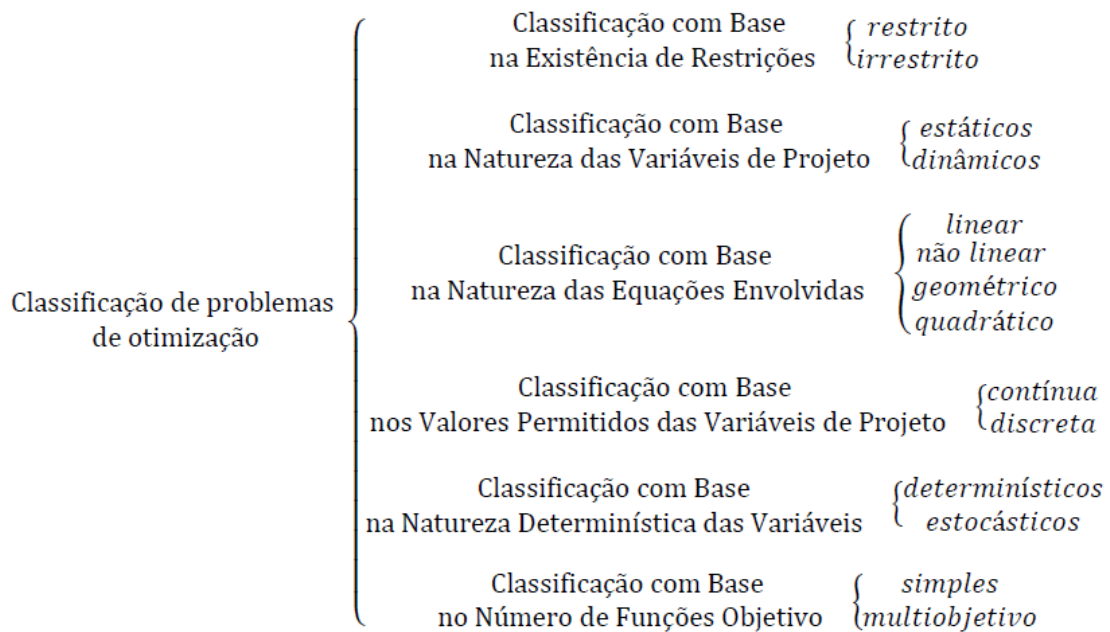 Classificação de problemas
de otimização
Classificação com Base
na Existência de Restrições
restrito
irrestrito
Classificação com Base
na Natureza das Variáveis de Projeto
estáticos
dinâmicos
Classificação com Base
na Natureza das Equações Envolvidas
linear
não linear
geométrico
quadrático
Classificação com Base
nos Valores Permitidos das Variáveis de Projeto
contínua
discreta
Classificação com Base
na Natureza Determinística das Variáveis
determinísticos
estocásticos
Classificação com Base
no Número de Funções Objetivo
simples
multiobjetivo